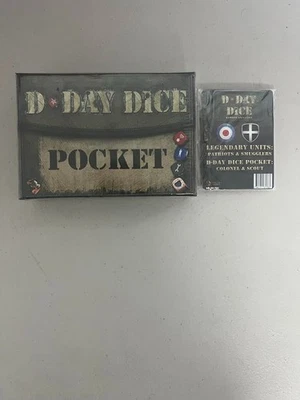 D-DAY DiCE
POCKET
D-DAY
DiCE
LEGENDARY UNITS:
PATRIOTS & SMUGGLERS
D-DAY DICE POCKET:
COLONEL & SCOUT